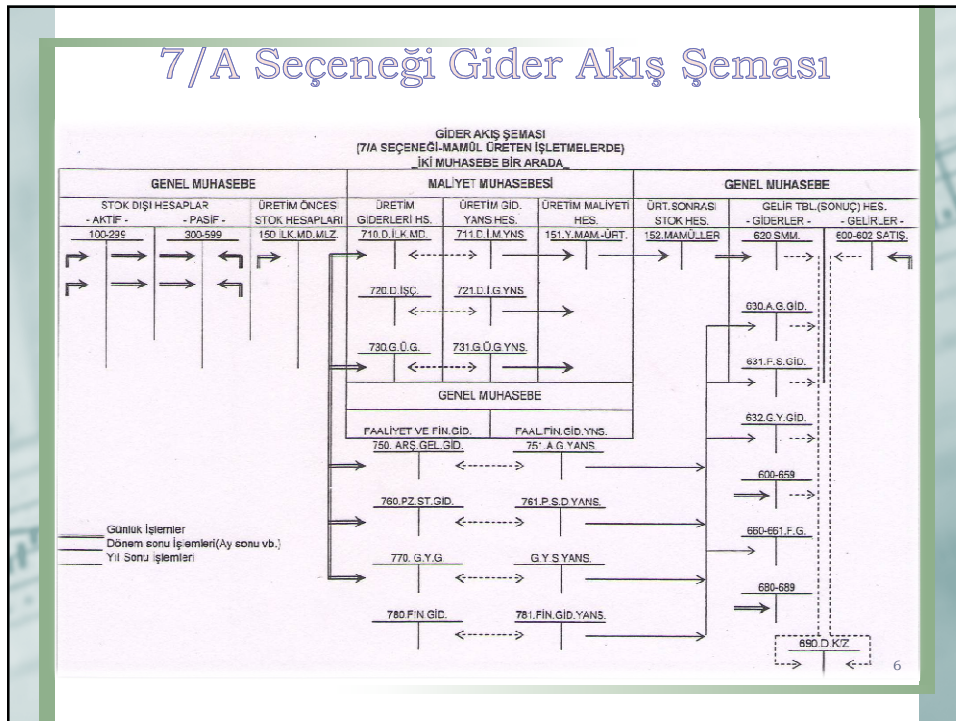 7/A Seçeneği Gider Akış Şeması
GİDER AKIŞ ŞEMASI
(7/A SEÇENEĞİ-MAMÛL ÜRETEN İŞLETMELERDE)
_İKİ MUHASEBE BİR ARADA_
GENEL MUHASEBE
MALİYET MUHASEBESİ
GENEL MUHASEBE
STOK DIŞI HESAPLAR
- AKTİF -
- PASİF -
ÜRETİM ÖNCESİ
STOK HESAPLARI
ÜRETİM
GİDERLERİ HS.
ÜRETİM GİD.
YANS HES.
ÜRETİM MALİYETİ
HES.
ÜRT.SONRASI
STOK HES.
GELİR TBL.(SONUÇ) HES.
- GİDERLER -
- GELİRLER -
100-299
300-599
150 İLK.MD.MLZ.
710.D.İLK.MD.
711.D.İ.M.YNS
151.Y.MAM.-ÜRT.
152.MAMÜLLER
620 SMM.
600-602 SATIŞ.
720.D.İŞÇ.
721.D.İ.G.YNS
730.G.Ü.G.
731.G.Ü.G YNS.
630.A.G.GİD.
631.F.S.GİD.
632.G.Y.GİD.
600-659
660-661.F.G.
680-689
690.D.K/Z
GENEL MUHASEBE
FAALİYET VE FİN.GİD.
FAAL.FİN.GİD.YNS.
750. ARŞ.GEL.GİD.
751.A.G.YANS.
760.PZ.ST.GİD.
761.P.S.D YANS.
770. G.Y.G
G.Y S YANS.
780.FİN GİD.
781.FİN.GİD.YANS.
Günlük İşlemler
Dönem sonu İşlemleri(Ay sonu vb.)
Yıl Sonu İşlemleri
6